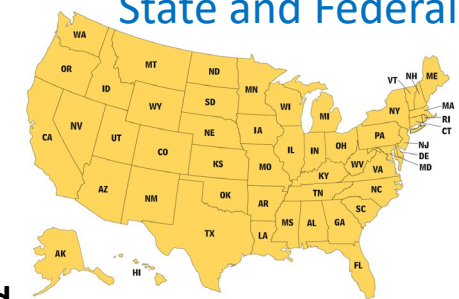 State and Federal
WA
MT
ND
MN
VT
NH
ME
OR
ID
SD
WI
MI
NY
MA
RI
CT
WY
IA
NE
PA
NJ
DE
MD
NV
UT
CO
IL
IN
OH
WV
VA
CA
KS
MO
KY
NC
TN
AZ
NM
OK
AR
SC
MS
AL
GA
TX
LA
FL
AK
HI